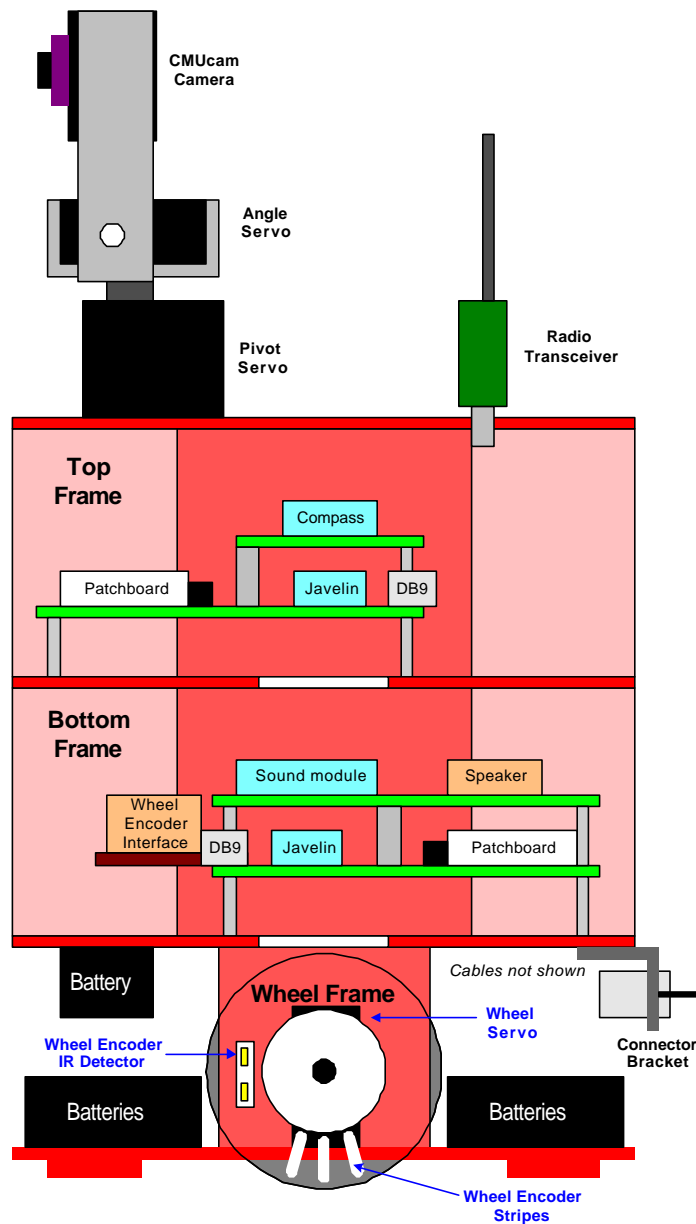 CMUcam
Camera
Angle
Servo
Pivot
Servo
Radio
Transceiver
Top
Frame
Compass
Patchboard
Javelin
DB9
Bottom
Frame
Sound module
Speaker
Wheel
Encoder
Interface
DB9
Javelin
Patchboard
Battery
Cables not shown
Wheel Frame
Wheel
Servo
Wheel Encoder
IR Detector
Connector
Bracket
Batteries
Batteries
Wheel Encoder
Stripes